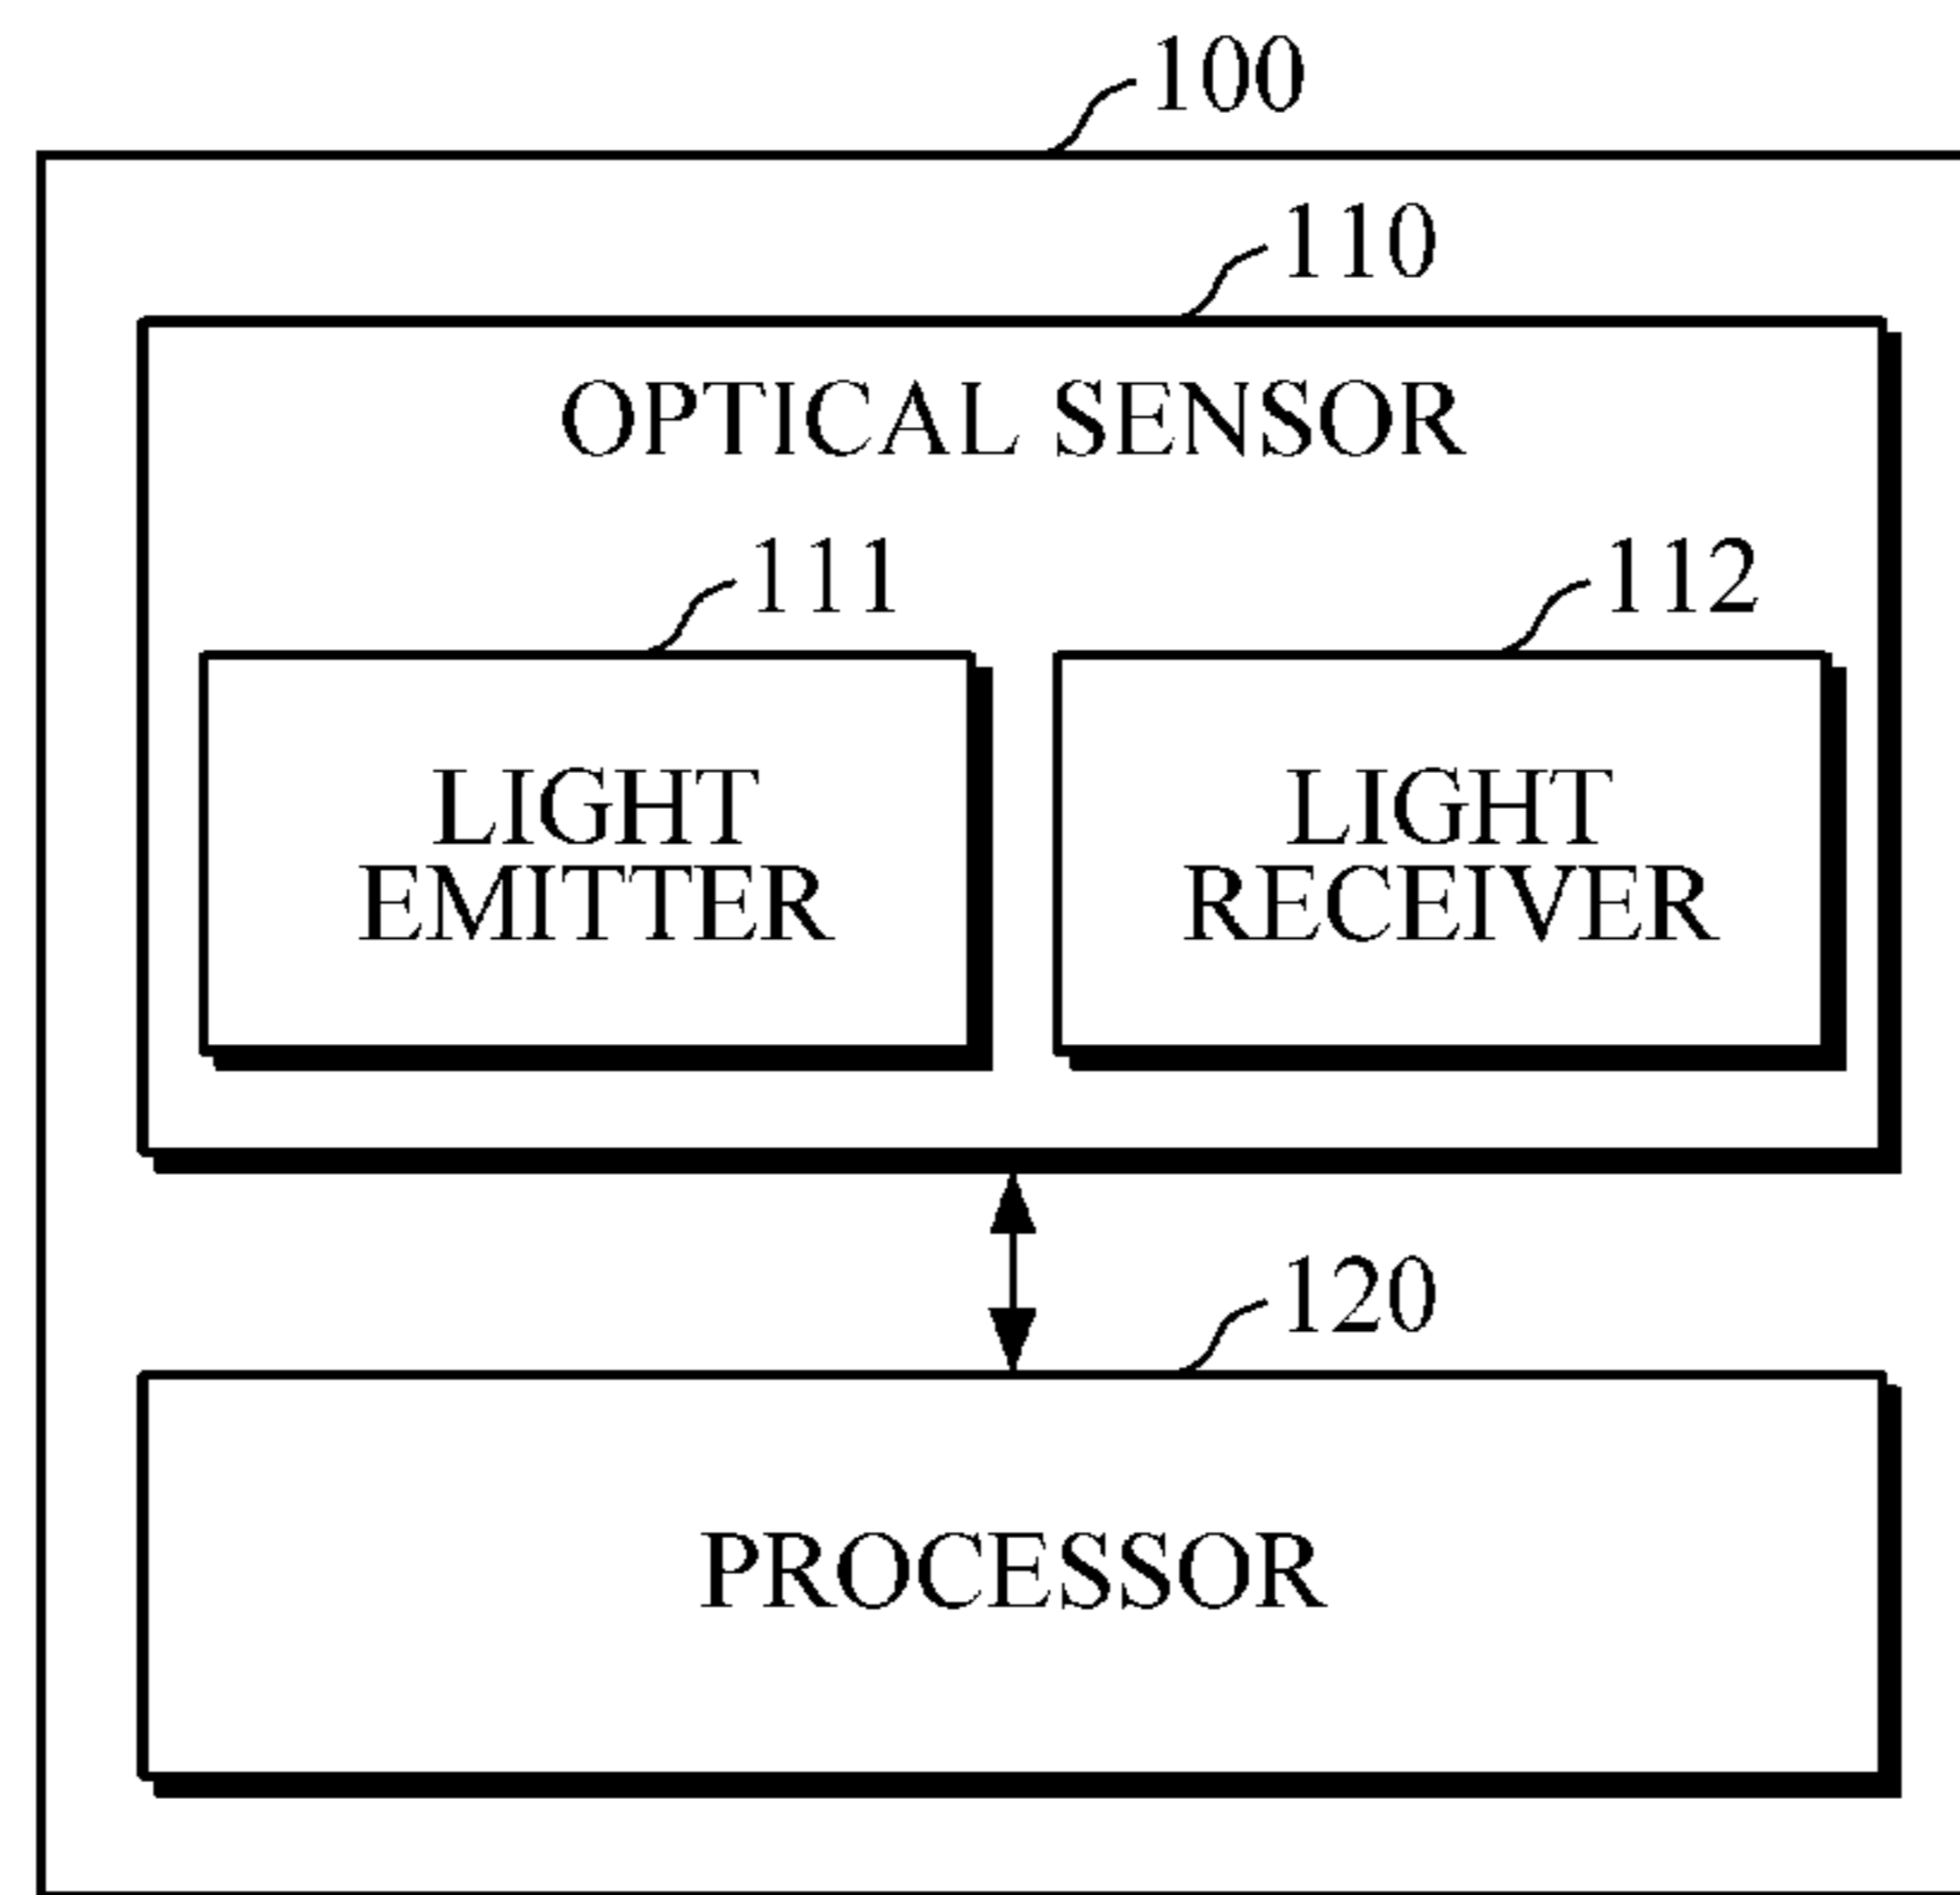 100
110
OPTICAL SENSOR
111
112
LIGHT
EMITTER
LIGHT
RECEIVER
120
PROCESSOR